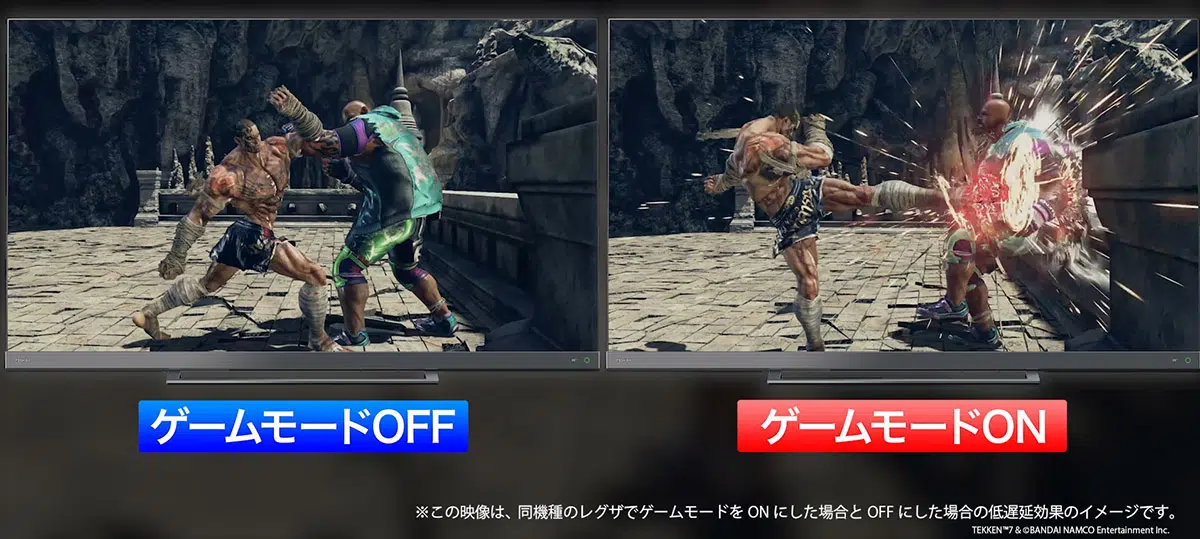 ゲームモードOFF
ゲームモードON
※この映像は、同機種のレグザでゲームモードを ON にした場合と OFF にした場合の低遅延効果のイメージです。
TEKKEN™7 & ©BANDAI NAMCO Entertainment Inc.